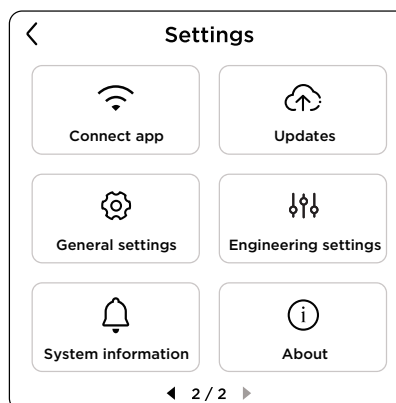 Settings
Connect app
Updates
General settings
Engineering settings
System information
About
2 / 2